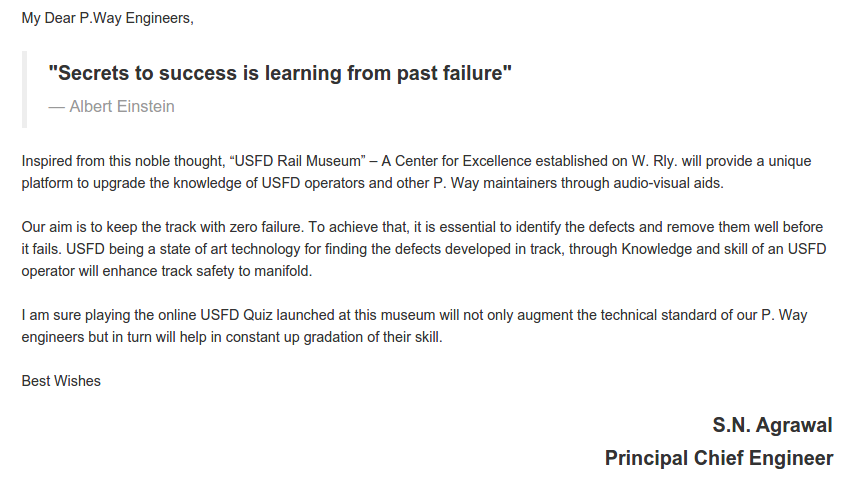 My Dear P.Way Engineers,
"Secrets to success is learning from past failure"
— Albert Einstein
Inspired from this noble thought, “USFD Rail Museum” – A Center for Excellence established on W. Rly. will provide a unique
platform to upgrade the knowledge of USFD operators and other P. Way maintainers through audio-visual aids.
Our aim is to keep the track with zero failure. To achieve that, it is essential to identify the defects and remove them well before
it fails. USFD being a state of art technology for finding the defects developed in track, through Knowledge and skill of an USFD
operator will enhance track safety to manifold.
I am sure playing the online USFD Quiz launched at this museum will not only augment the technical standard of our P. Way
engineers but in turn will help in constant up gradation of their skill.
Best Wishes
S.N. Agrawal
Principal Chief Engineer